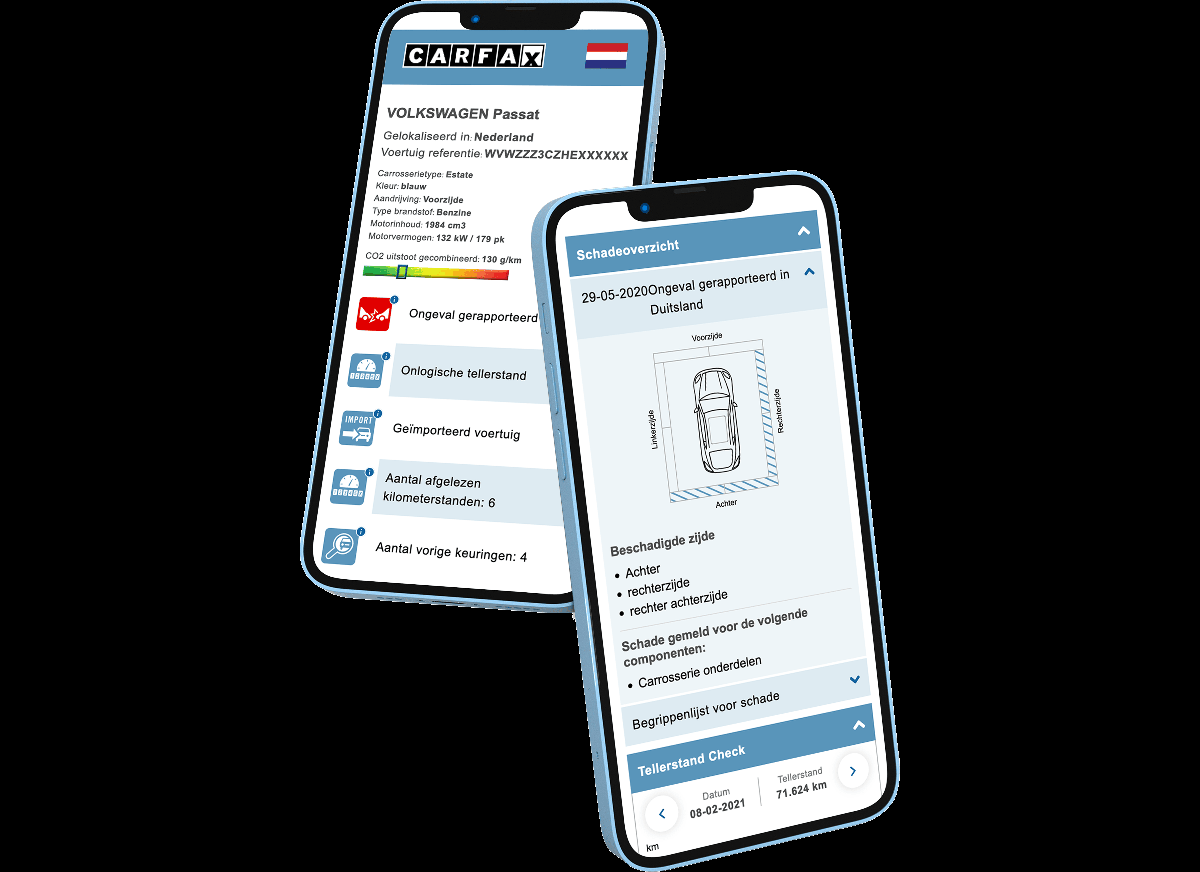 CARFAX
VOLKSWAGEN Passat
Gelokaliseerd in: Nederland
Voertuig referentie: WVWZZZ3CZHEXXXXXX
Carrosserietype: Estate
Kleur: blauw
Aandrijving: Voorzijde
Type brandstof: Benzine
Motorinhoud: 1984 cm3
Motorvermogen: 132 kW / 179 pk
CO2 uitstoot gecombineerd: 130 g/km
i
Ongeval gerapporteerd
i
Onlogische tellerstand
IMPORT
i
Geïmporteerd voertuig
i
Aantal afgelezen
kilometerstanden: 6
i
Aantal vorige keuringen: 4
Schadeoverzicht
29-05-2020Ongeval gerapporteerd in
Duitsland
Voorzijde
Linkerzijde
Rechterzijde
Achter
Beschadigde zijde
• Achter
• rechterzijde
• rechter achterzijde
Schade gemeld voor de volgende
componenten:
• Carrosserie onderdelen
Begrippenlijst voor schade
Tellerstand Check
Datum
08-02-2021
Tellerstand
71.624 km
km